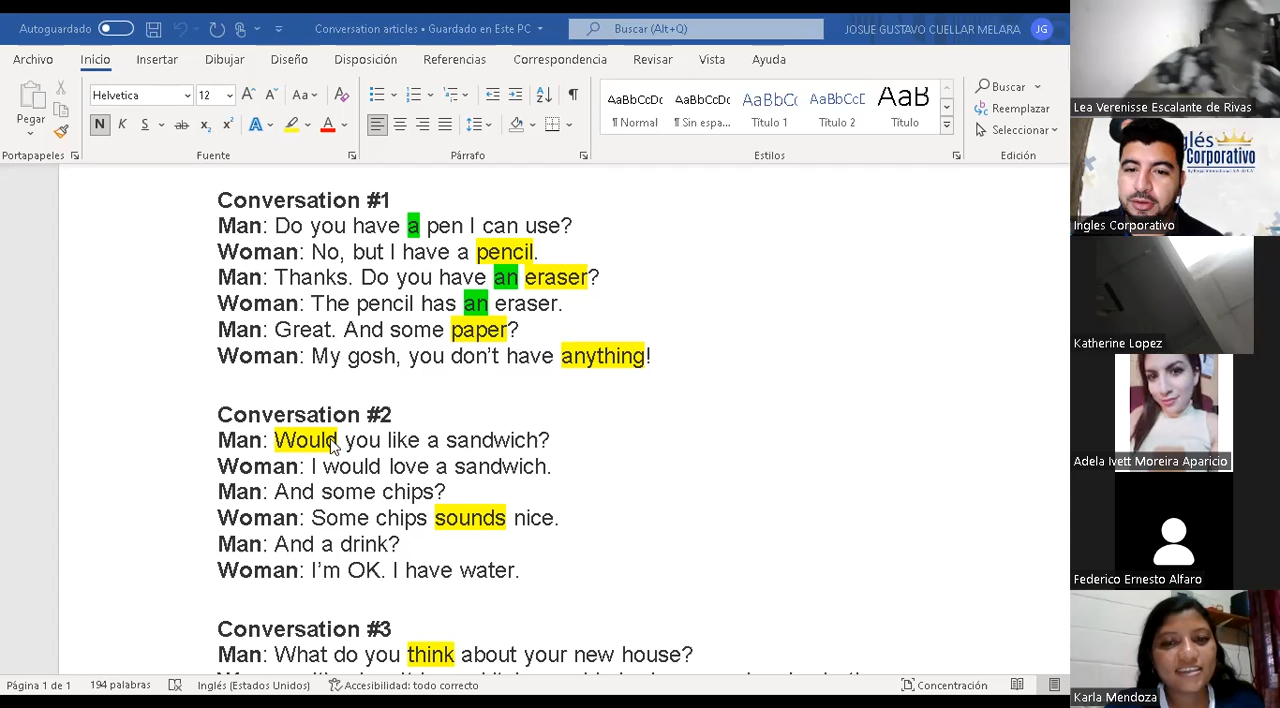 Autoguardado
Conversation articles • Guardado en Este PC
Buscar (Alt+Q)
JOSUE GUSTAVO CUELLAR MELARA
JG
Archivo
Inicio
Insertar
Dibujar
Diseño
Disposición
Referencias
Correspondencia
Revisar
Vista
Ayuda
Pegar
Portapapeles
Helvetica
12
Aa
N K S ab x₂ x² A A
Fuente
Párrafo
AaBbCcDc
¶ Normal
AaBbCcDc
¶ Sin espa...
AaBbC
Título 1
AaBbCcD
Título 2
AaB
Título
Estilos
Buscar
Reemplazar
Seleccionar
Edición
Conversation #1
Man: Do you have a pen I can use?
Woman: No, but I have a pencil.
Man: Thanks. Do you have an eraser?
Woman: The pencil has an eraser.
Man: Great. And some paper?
Woman: My gosh, you don’t have anything!
Conversation #2
Man: Would you like a sandwich?
Woman: I would love a sandwich.
Man: And some chips?
Woman: Some chips sounds nice.
Man: And a drink?
Woman: I’m OK. I have water.
Conversation #3
Man: What do you think about your new house?
Página 1 de 1
194 palabras
Inglés (Estados Unidos)
Accesibilidad: todo correcto
Concentración
Lea Verenisse Escalante de Rivas
Inglés
Corporativo
Ingles Corporativo
Katherine Lopez
Adela Ivett Moreira Aparicio
Federico Ernesto Alfaro
Karla Mendoza